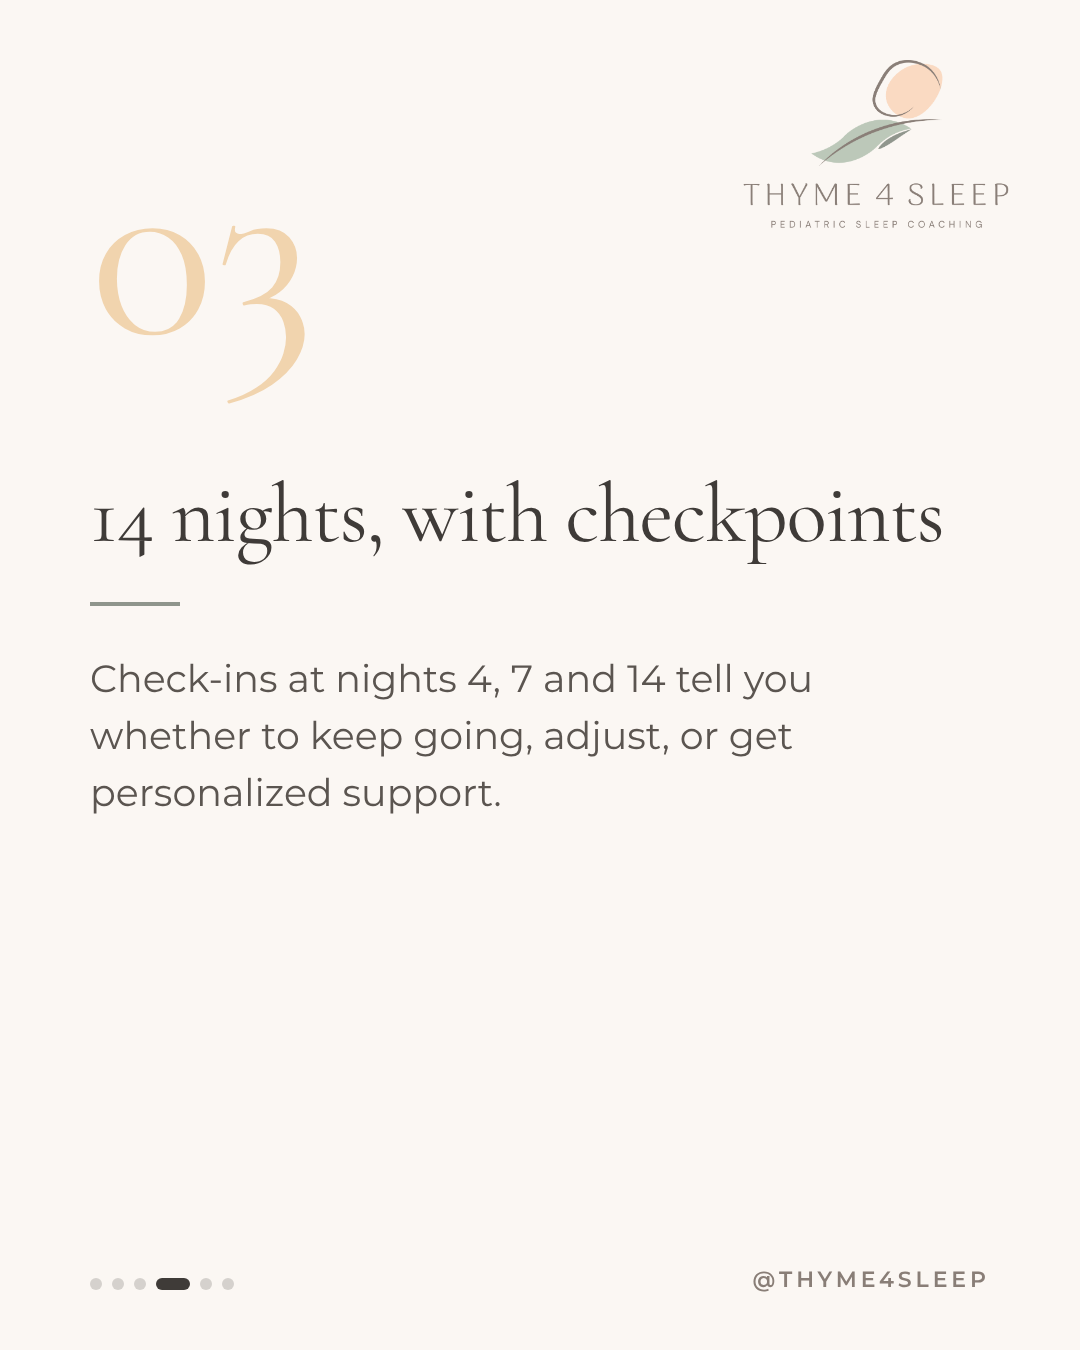 THYME 4 SLEEP
PEDIATRIC SLEEP COACHING
03
14 nights, with checkpoints
Check-ins at nights 4, 7 and 14 tell you
whether to keep going, adjust, or get
personalized support.
@THYME4SLEEP